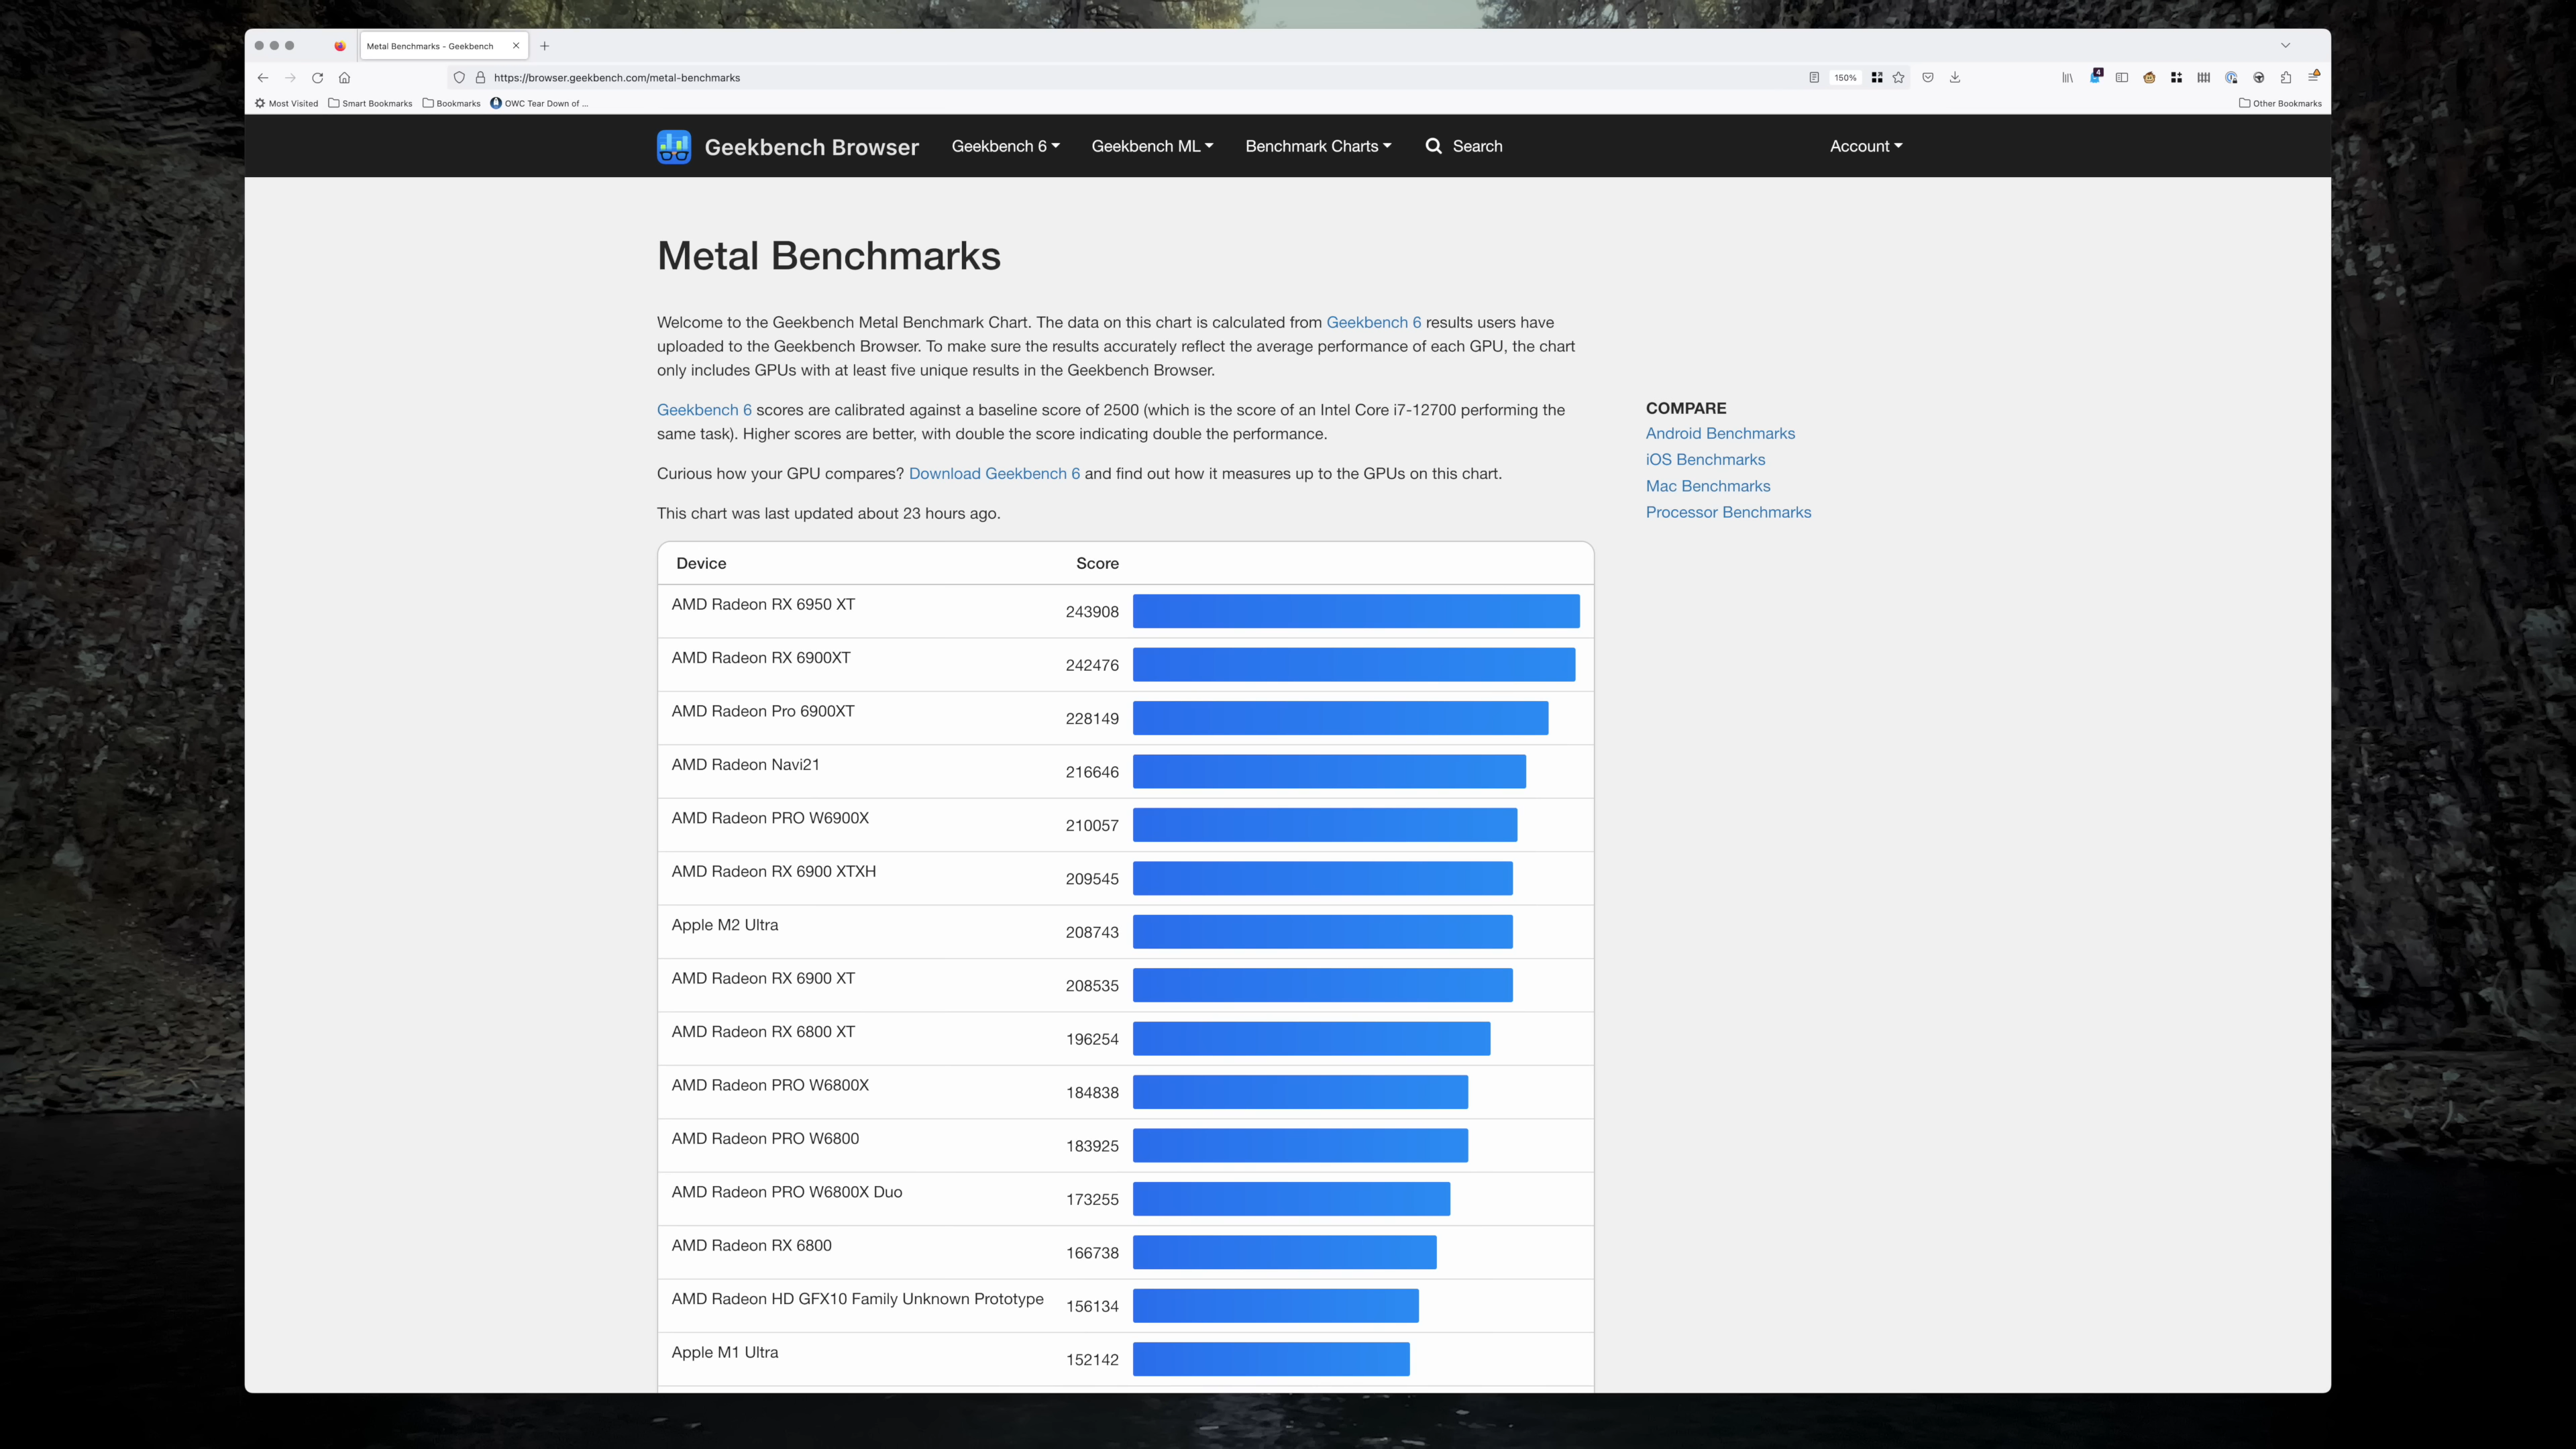 Metal Benchmarks - Geekbench
https://browser.geekbench.com/metal-benchmarks
150%
4
Most Visited
Smart Bookmarks
Bookmarks
OWC Tear Down of ...
Other Bookmarks
Geekbench Browser
Geekbench 6
Geekbench ML
Benchmark Charts
Search
Account
Metal Benchmarks
Welcome to the Geekbench Metal Benchmark Chart. The data on this chart is calculated from Geekbench 6 results users have
uploaded to the Geekbench Browser. To make sure the results accurately reflect the average performance of each GPU, the chart
only includes GPUs with at least five unique results in the Geekbench Browser.
Geekbench 6 scores are calibrated against a baseline score of 2500 (which is the score of an Intel Core i7-12700 performing the
same task). Higher scores are better, with double the score indicating double the performance.
Curious how your GPU compares? Download Geekbench 6 and find out how it measures up to the GPUs on this chart.
This chart was last updated about 23 hours ago.
COMPARE
Android Benchmarks
iOS Benchmarks
Mac Benchmarks
Processor Benchmarks
Device Score
AMD Radeon RX 6950 XT 243908
AMD Radeon RX 6900XT 242476
AMD Radeon Pro 6900XT 228149
AMD Radeon Navi21 216646
AMD Radeon PRO W6900X 210057
AMD Radeon RX 6900 XTXH 209545
Apple M2 Ultra 208743
AMD Radeon RX 6900 XT 208535
AMD Radeon RX 6800 XT 196254
AMD Radeon PRO W6800X 184838
AMD Radeon PRO W6800 183925
AMD Radeon PRO W6800X Duo 173255
AMD Radeon RX 6800 166738
AMD Radeon HD GFX10 Family Unknown Prototype 156134
Apple M1 Ultra 152142